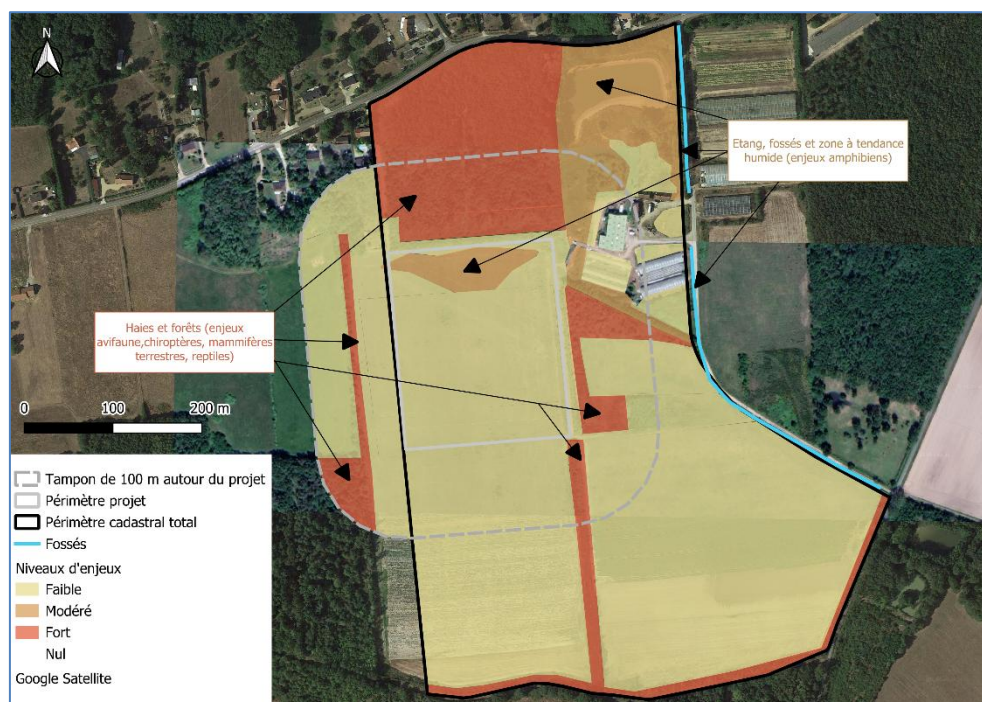 N
Etang, fossés et zone à tendance
humide (enjeux amphibiens)
Haies et forêts (enjeux
avifaune,chiroptères, mammifères
terrestres, reptiles)
0 100 200 m
Tampon de 100 m autour du projet
Périmètre projet
Périmètre cadastral total
Fossés
Niveaux d'enjeu
Faible
Modéré
Fort
Nul
Google Satellite